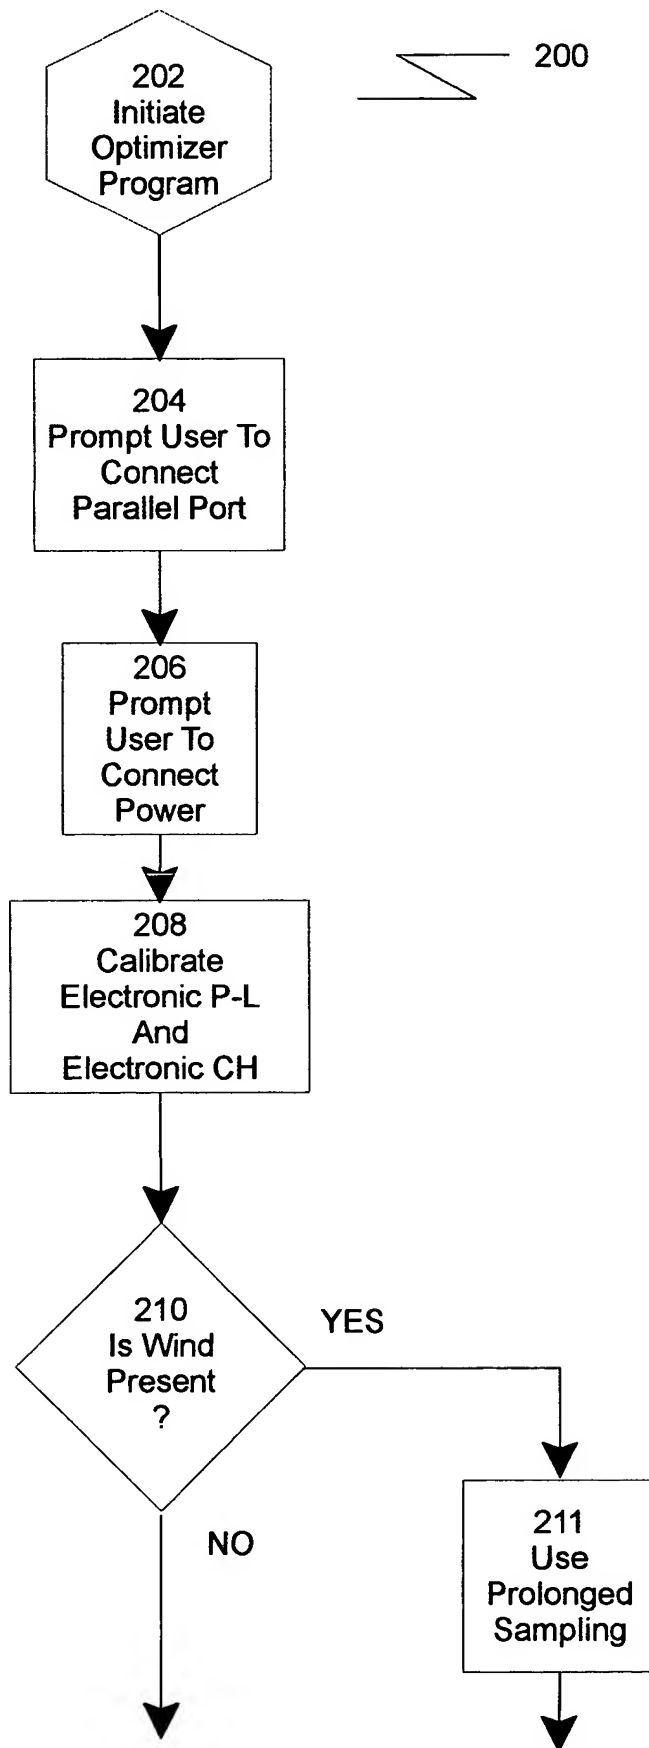 202
Initiate
Optimizer
Program
200
204
Prompt User To
Connect
Parallel Port
206
Prompt
User To
Connect
Power
208
Calibrate
Electronic P-L
And
Electronic CH
210
Is Wind
Present
?
YES
NO
211
Use
Prolonged
Sampling